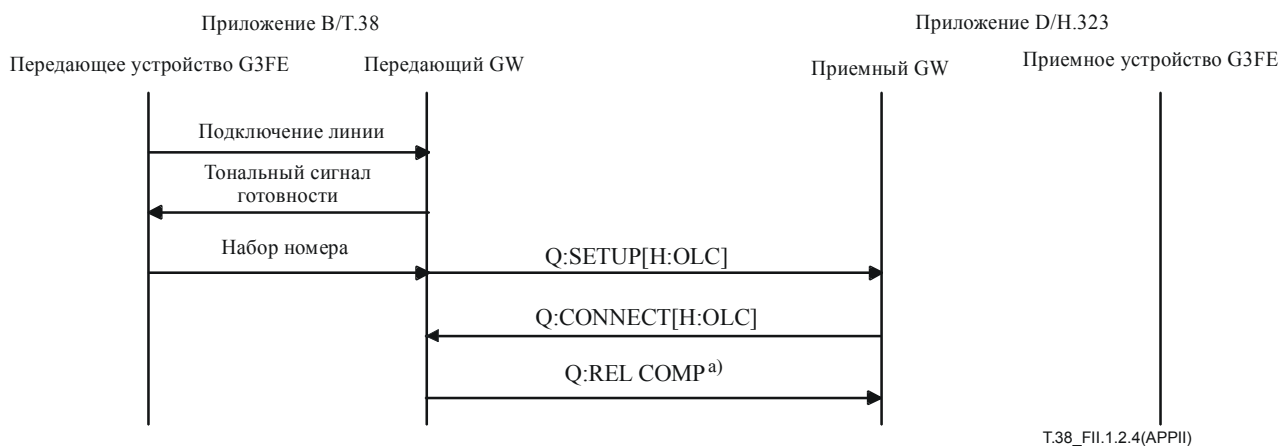 Приложение B/T.38
Приложение D/H.323
Передающее устройство G3FE
Передающий GW
Приемный GW
Приемное устройство G3FE
Подключение линии
Тональный сигнал
готовности
Набор номера
Q:SETUP[H:OLC]
Q:CONNECT[H:OLC]
Q:REL COMP a)
T.38_FII.1.2.4(APPII)